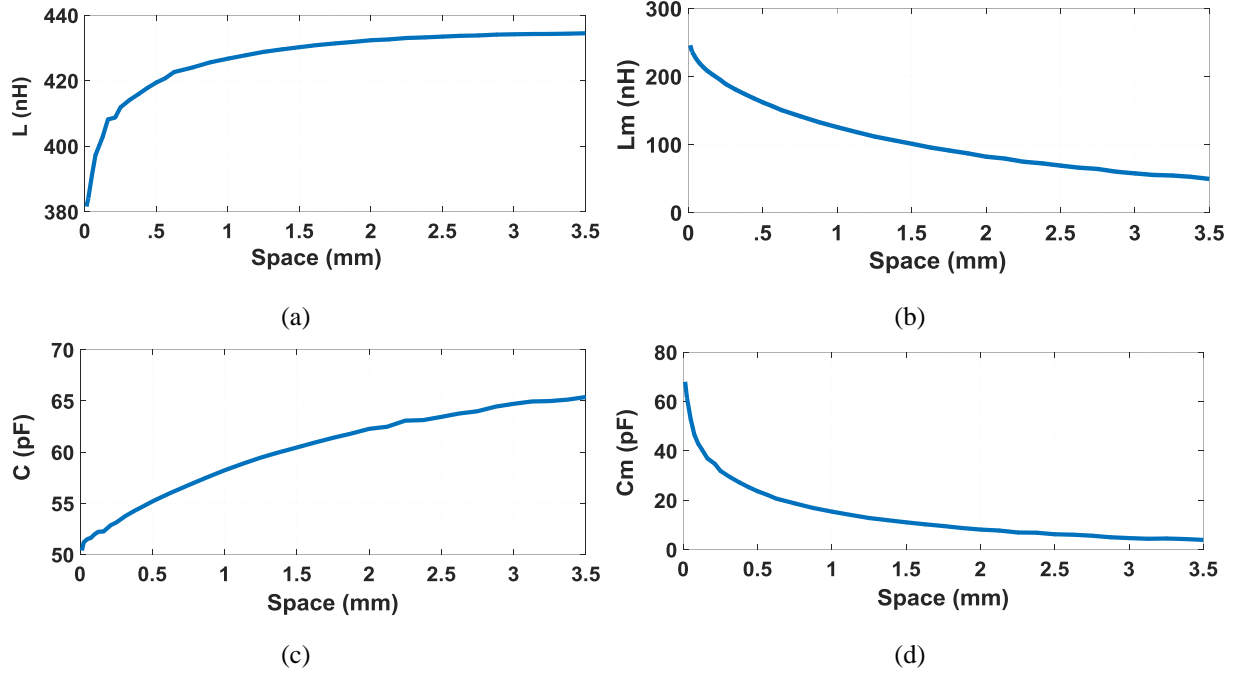 440
420
400
380
L (nH)
0 .5 1 1.5 2 2.5 3 3.5
Space (mm)
(a)
300
200
100
0
Lm (nH)
0 .5 1 1.5 2 2.5 3 3.5
Space (mm)
(b)
70
65
60
55
50
C (pF)
0 0.5 1 1.5 2 2.5 3 3.5
Space (mm)
(c)
80
60
40
20
0
Cm (pF)
0 0.5 1 1.5 2 2.5 3 3.5
Space (mm)
(d)